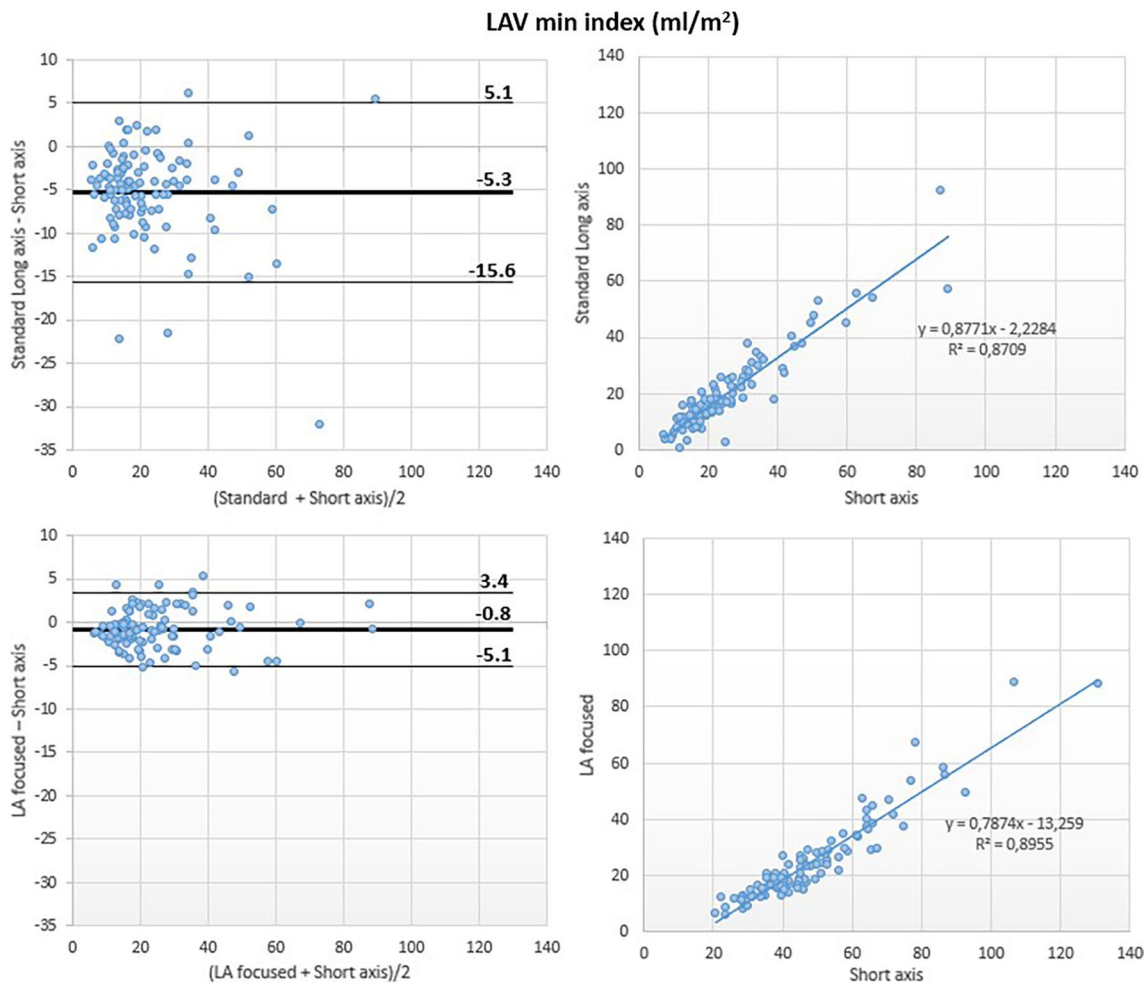 LAV min index (ml/m²)
Standard Long axis - Short axis
10
5
0
-5
-10
-15
-20
-25
-30
-35
5.1
-5.3
-15.6
0 20 40 60 80 100 120 140
(Standard + Short axis)/2
Standard Long axis
140
120
100
80
60
40
20
0
y = 0,8771x - 2,2284
R² = 0,8709
0 20 40 60 80 100 120 140
Short axis
LA focused – Short axis
10
5
0
-5
-10
-15
-20
-25
-30
-35
3.4
-0.8
-5.1
0 20 40 60 80 100 120 140
(LA focused + Short axis)/2
LA focused
140
120
100
80
60
40
20
0
y = 0,7874x - 13,259
R² = 0,8955
0 20 40 60 80 100 120 140
Short axis